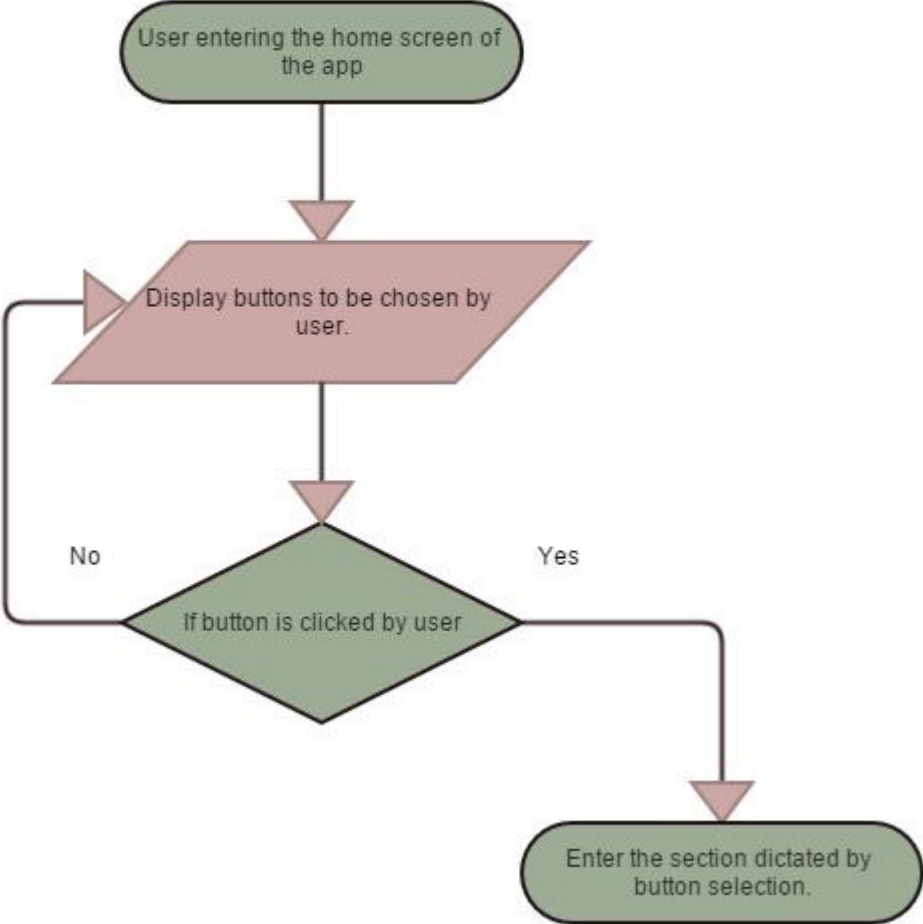 User entering the home screen of
the app
Display buttons to be chosen by
user.
No
Yes
If button is clicked by user
Enter the section dictated by
button selection.